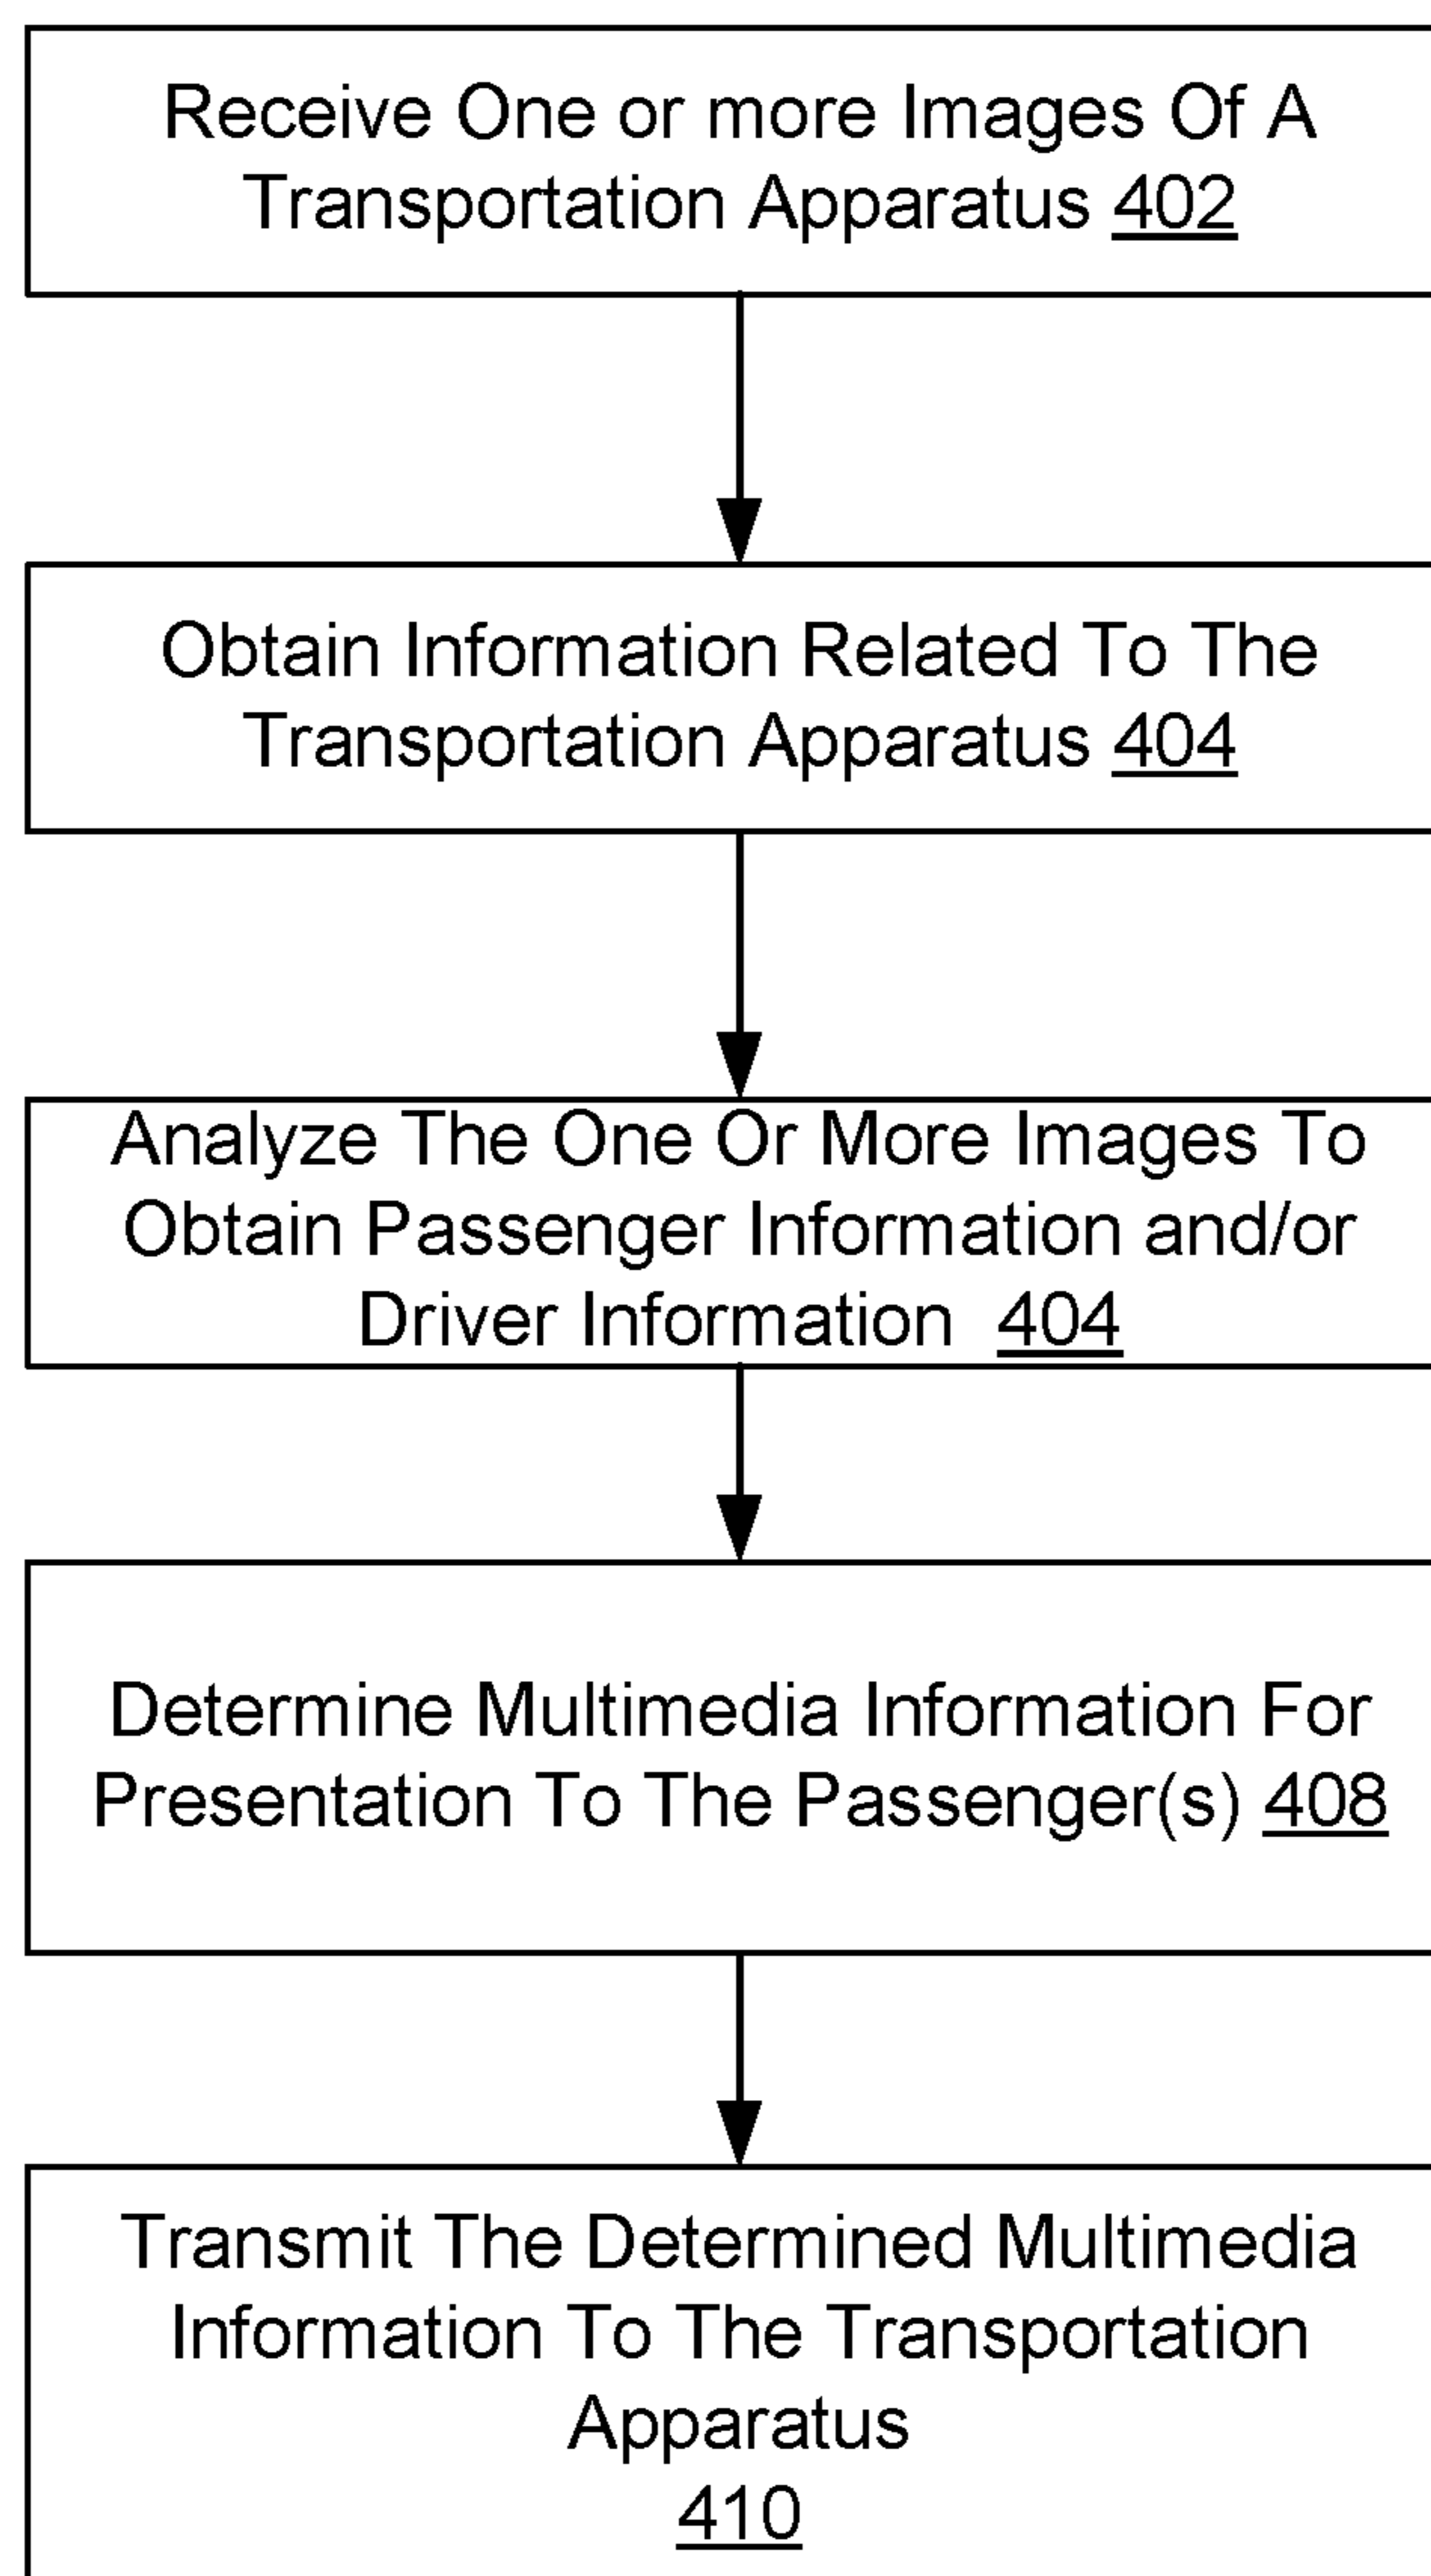 Receive One or more Images Of A
Transportation Apparatus 402
Obtain Information Related To The
Transportation Apparatus 404
Analyze The One Or More Images To
Obtain Passenger Information and/or
Driver Information 404
Determine Multimedia Information For
Presentation To The Passenger(s) 408
Transmit The Determined Multimedia
Information To The Transportation
Apparatus
410